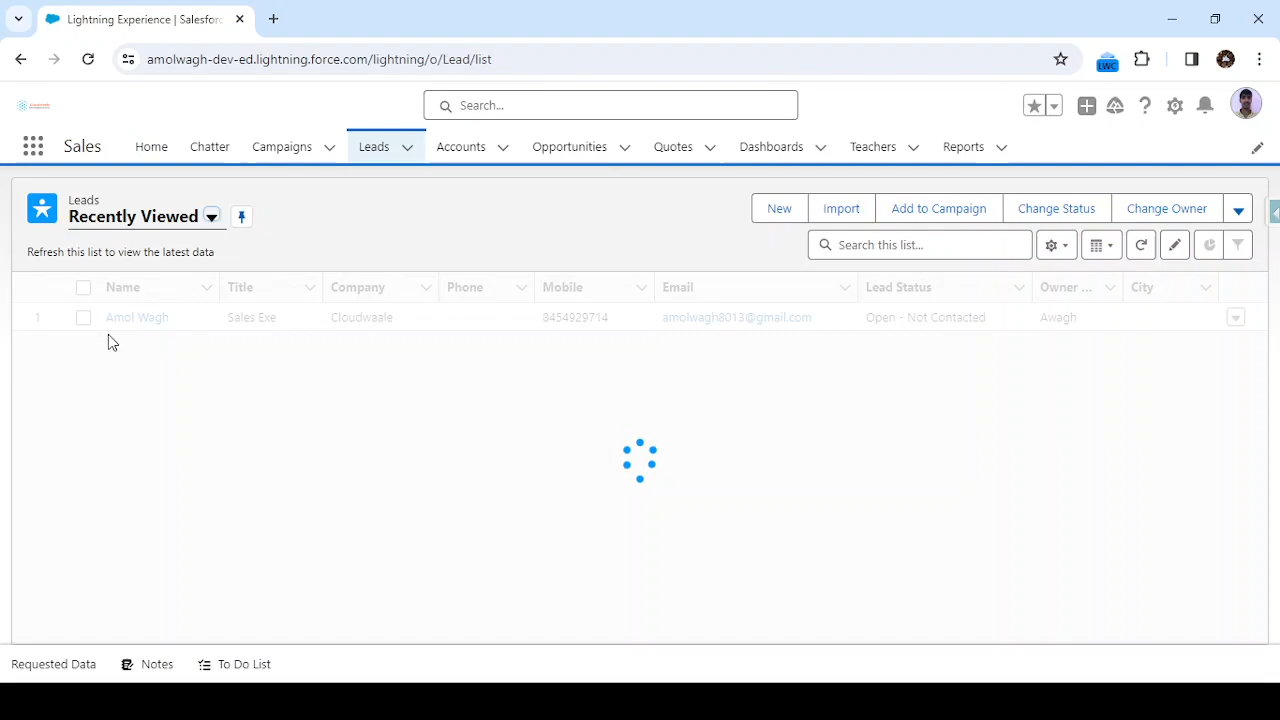 Lightning Experience | Salesforc
amolwagh-dev-ed.lightning.force.com/lightning/o/Lead/list
LWC
Search...
Sales
Home
Chatter
Campaigns
Leads
Accounts
Opportunities
Quotes
Dashboards
Teachers
Reports
Leads
Recently Viewed
New
Import
Add to Campaign
Change Status
Change Owner
Refresh this list to view the latest data
Search this list...
Name Title Company Phone Mobile Email Lead Status Owner ... City
1 Amol Wagh Sales Exe Cloudwaale 8454929714 amolwagh8013@gmail.com Open - Not Contacted Awagh
Requested Data
Notes
To Do List